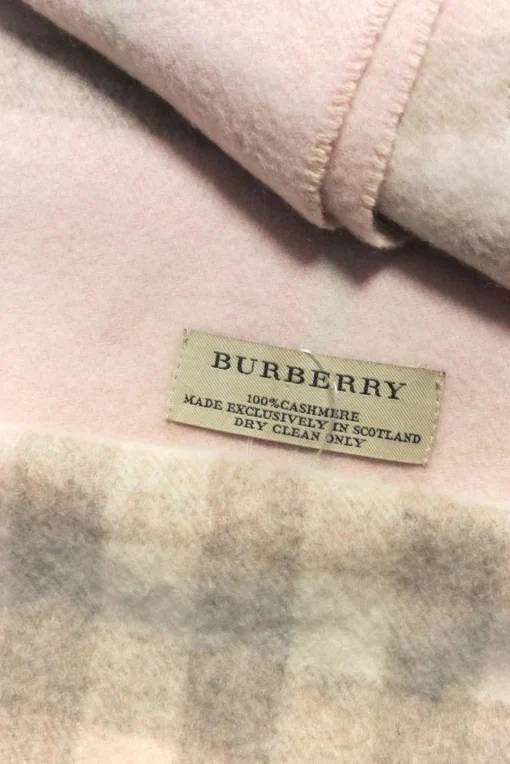 BURBERRY
100%CASHMERE
MADE EXCLUSIVELY IN SCOTLAND
DRY CLEAN ONLY